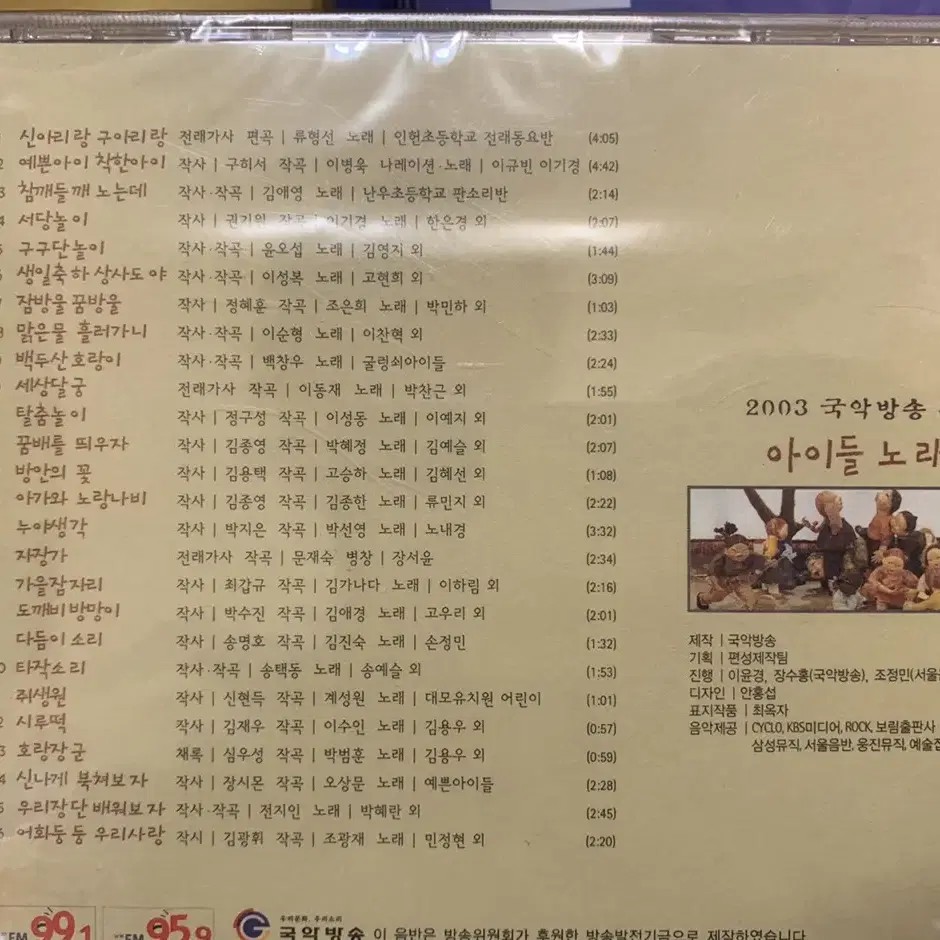 신아리랑 구아리랑 전래가사 편곡 | 류형선 노래 | 인헌초등학교 전래동요반 (4:05)
2 예쁜아이 착한아이 작사 | 구히서 작곡 | 이병욱 나레이션·노래 | 이규빈 이기경 (4:42)
3 참깨들깨 노는데 작사·작곡 | 김애영 노래 | 난우초등학교 판소리반 (2:14)
4 서당놀이 작사 | 권기원 작곡 | 이기경 노래 | 한은경 외 (2:07)
5 구구단놀이 작사·작곡 | 윤오섭 노래 | 김영지 외 (1:44)
6 생일축하 상사도야 작사·작곡 | 이성복 노래 | 고현희 외 (3:09)
7 잠방울 꿈방울 작사 | 정혜훈 작곡 | 조은희 노래 | 박민하 외 (1:03)
8 맑은물 흘러가니 작사·작곡 | 이순형 노래 | 이찬혁 외 (2:33)
백두산 호랑이 작사·작곡 | 백창우 노래 | 굴렁쇠아이들 (2:24)
세상달궁 전래가사 작곡 | 이동재 노래 | 박찬근 외 (1:55)
탈춤놀이 작사 | 정구성 작곡 | 이성동 노래 | 이예지 외 (2:01)
꿈배를 띄우자 작사 | 김종영 작곡 | 박혜정 노래 | 김예슬 외 (2:07)
방안의 꽃 작사 | 김용택 작곡 | 고승하 노래 | 김혜선 외 (1:08)
아가와 노랑나비 작사 | 김종영 작곡 | 김종한 노래 | 류민지 외 (2:22)
누야생각 작사 | 박지은 작곡 | 박선영 노래 | 노내경 (3:32)
자장가 전래가사 작곡 | 문재숙 병창 | 장서윤 (2:34)
가을잠자리 작사 | 최갑규 작곡 | 김가나다 노래 | 이하림 외 (2:16)
도깨비방망이 작사 | 박수진 작곡 | 김애경 노래 | 고우리 외 (2:01)
다듬이 소리 작사 | 송명호 작곡 | 김진숙 노래 | 손정민 (1:32)
0 타작소리 작사·작곡 | 송택동 노래 | 송예슬 외 (1:53)
쥐생원 작사 | 신현득 작곡 | 계성원 노래 | 대모유치원 어린이 (1:01)
2 시루떡 작사 | 김재우 작곡 | 이수인 노래 | 김용우 외 (0:57)
3 호랑장군 채록 | 심우성 작곡 | 박범훈 노래 | 김용우 외 (0:59)
4 신나게 북쳐보자 작사 | 장시몬 작곡 | 오상문 노래 | 예쁜아이들 (2:28)
5 우리장단 배워보자 작사·작곡 | 전지인 노래 | 박혜란 외 (2:45)
6 어화둥둥 우리사랑 작시 | 김광휘 작곡 | 조광재 노래 | 민정현 외 (2:20)
2003 국악방송
아이들 노래
제작 | 국악방송
기획 | 편성제작팀
진행 | 이윤경, 장수홍(국악방송), 조정민(서울
디자인 | 안홍섭
표지작품 | 최옥자
음악제공 | CYCLO, KBS미디어, ROCK, 보림출판사
삼성뮤직, 서울음반, 웅진뮤직, 예술
FM 99.1
FM 95.9
우리문화, 우리소리
국악방송 이 음반은 방송위원회가 후원한 방송발전기금으로 제작하였습니다